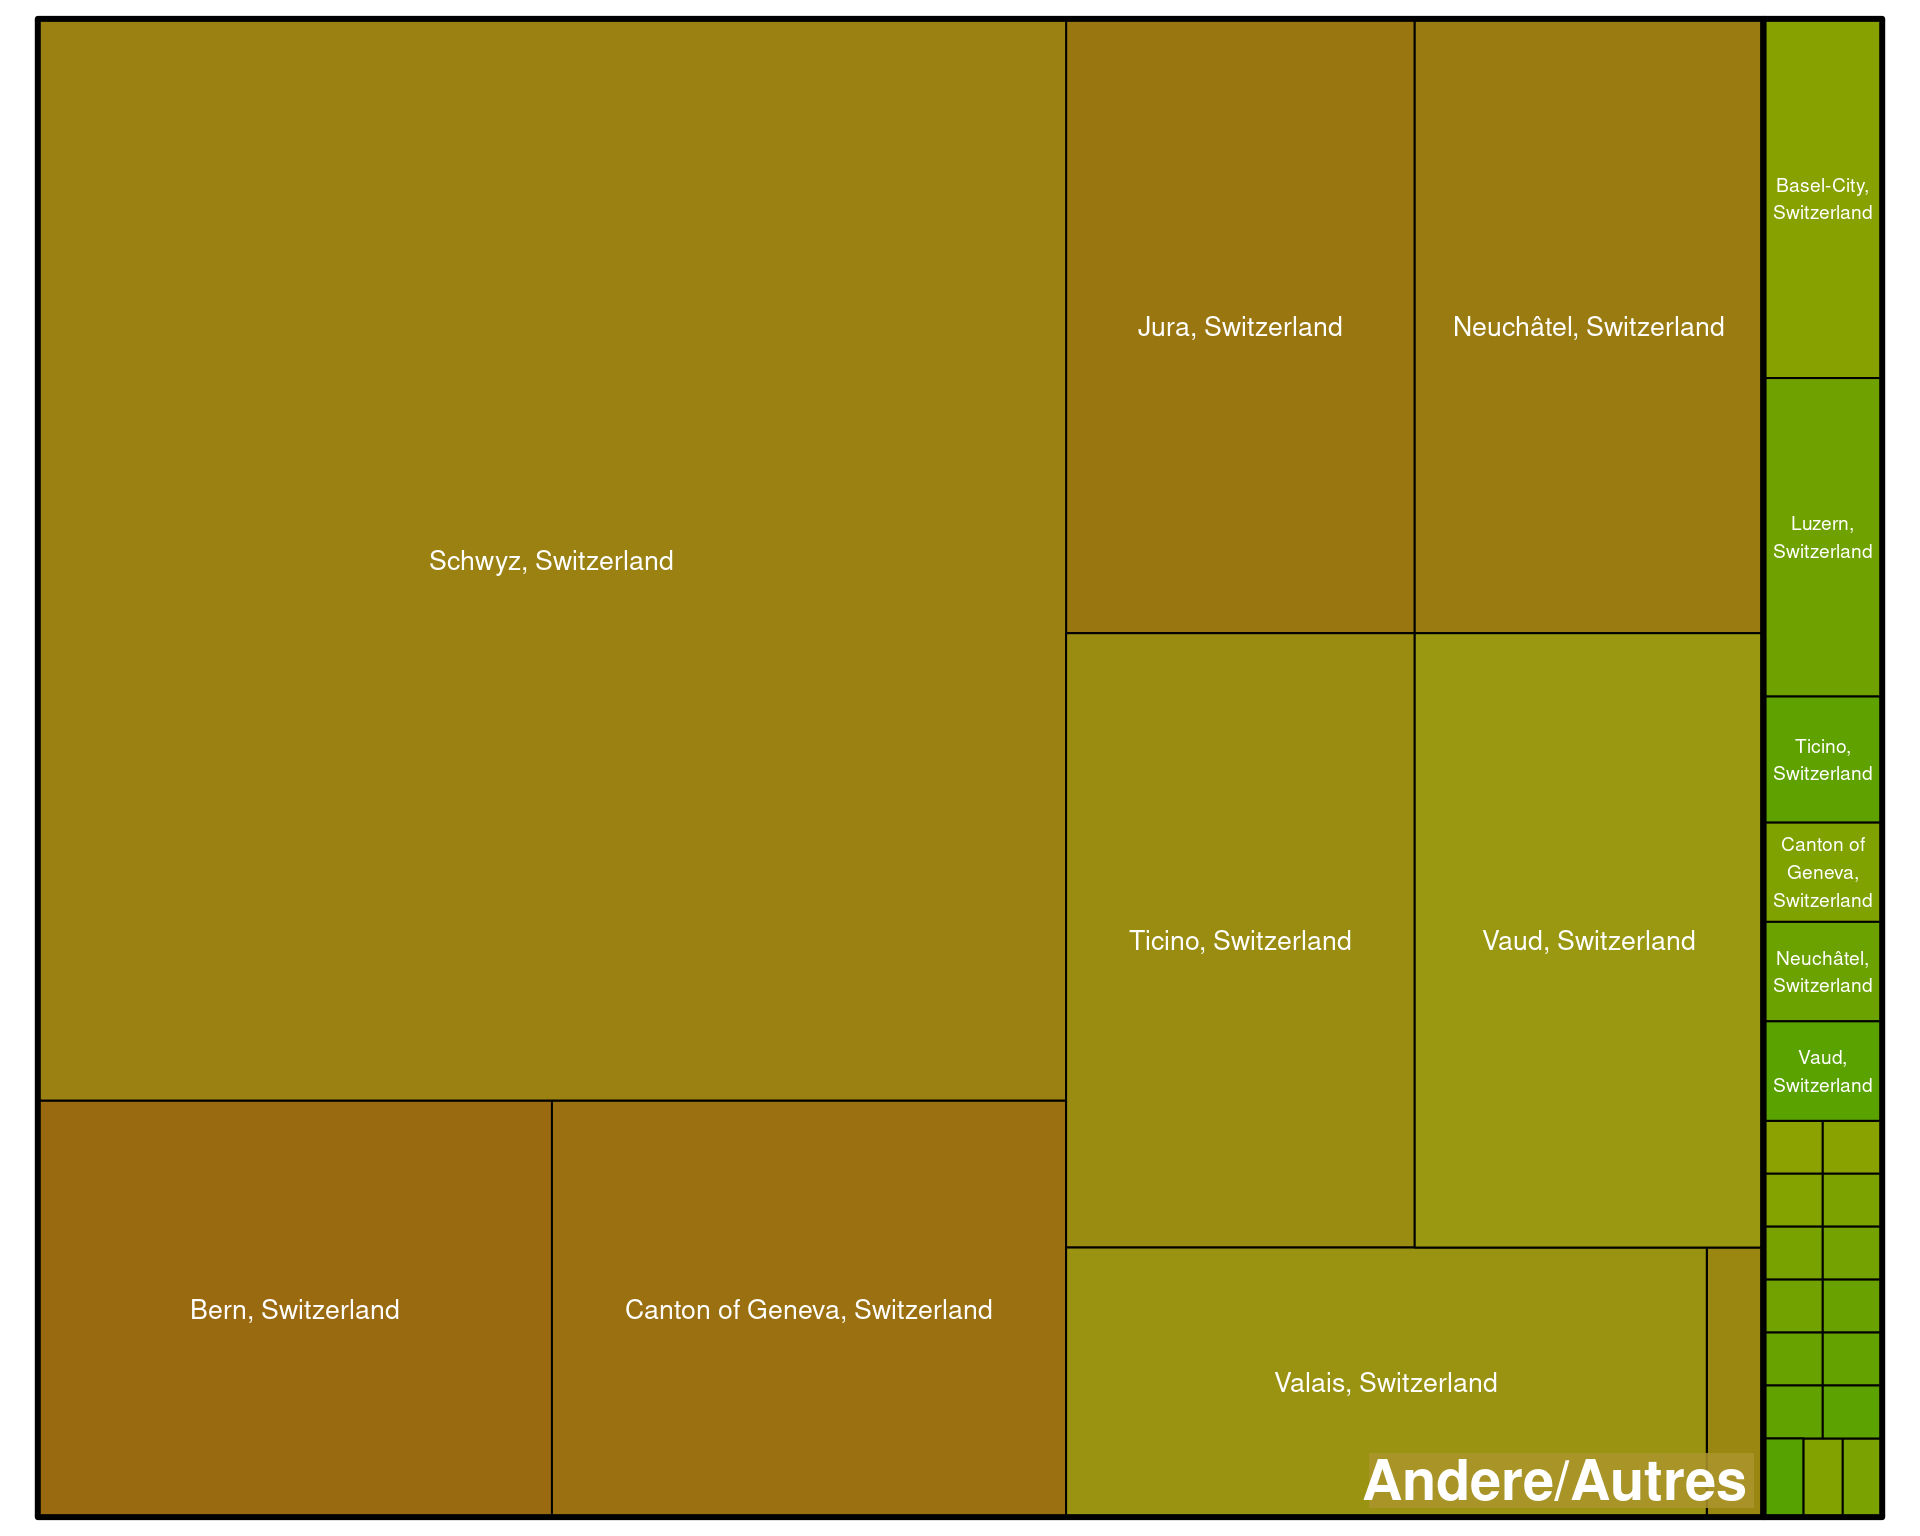 Schwyz, Switzerland
Bern, Switzerland
Canton of Geneva, Switzerland
Jura, Switzerland
Neuchâtel, Switzerland
Ticino, Switzerland
Vaud, Switzerland
Valais, Switzerland
Andere/Autres
Basel-City,
Switzerland
Luzern,
Switzerland
Ticino,
Switzerland
Canton of
Geneva,
Switzerland
Neuchâtel,
Switzerland
Vaud,
Switzerland